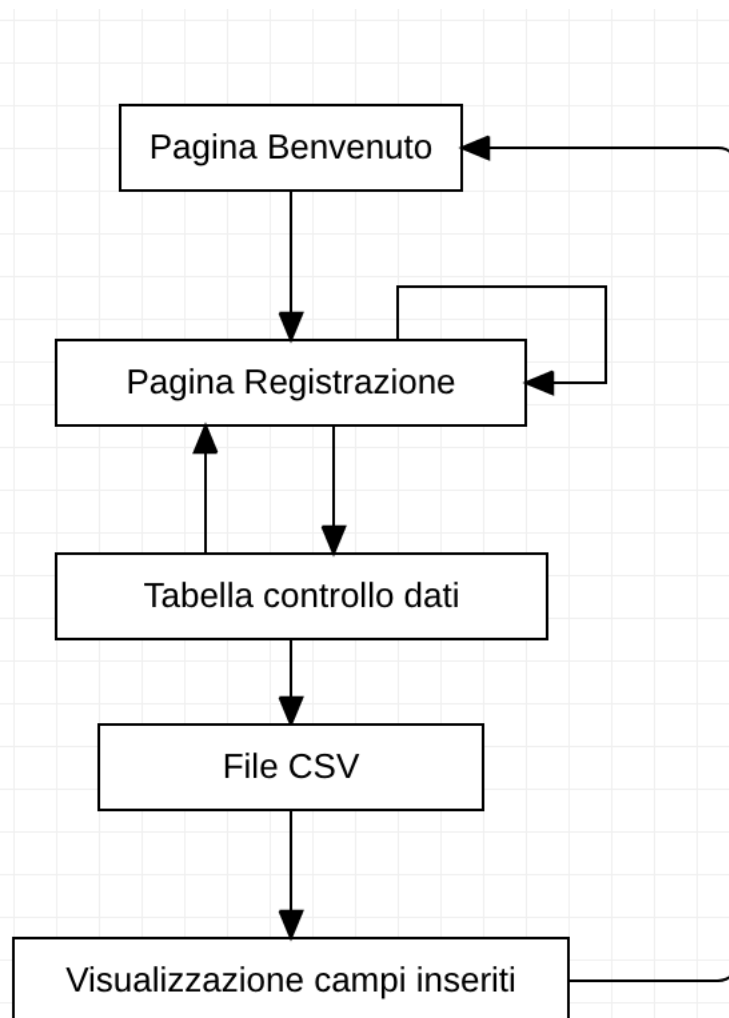 Pagina Benvenuto
Pagina Registrazione
Tabella controllo dati
File CSV
Visualizzazione campi inseriti